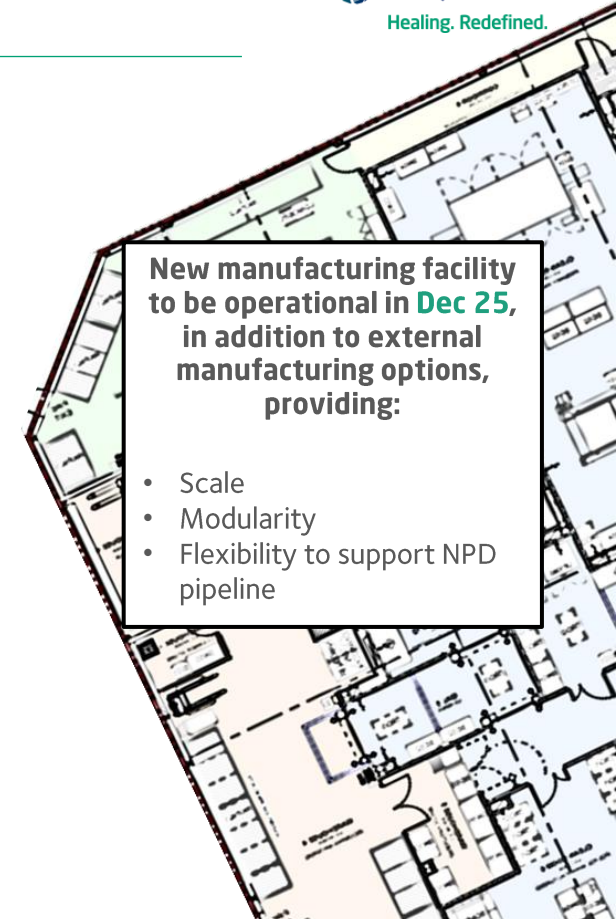 Healing. Redefined.
New manufacturing facility
to be operational in Dec 25,
in addition to external
manufacturing options,
providing:
• Scale
• Modularity
• Flexibility to support NPD
pipeline